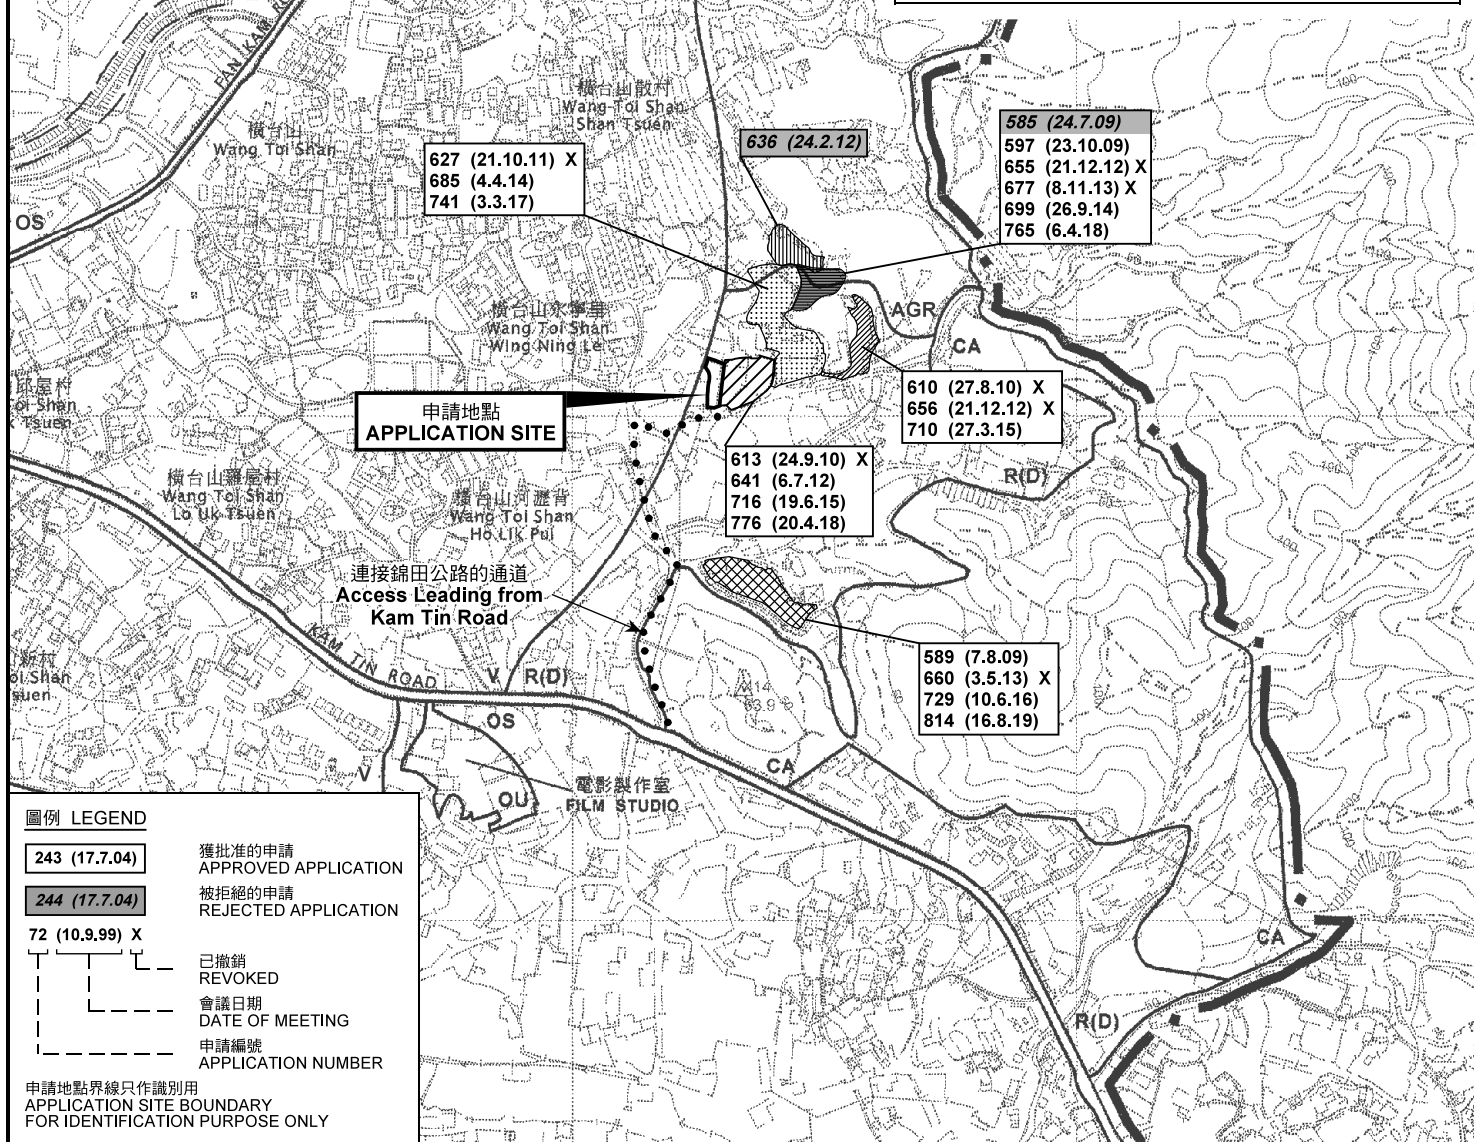 FAN KAM
橫台山
Wang Toi Shan
橫台山散村
Wang Toi Shan
Shan Tsuen
OS
627 (21.10.11) X
685 (4.4.14)
741 (3.3.17)
636 (24.2.12)
585 (24.7.09)
597 (23.10.09)
655 (21.12.12) X
677 (8.11.13) X
699 (26.9.14)
765 (6.4.18)
橫台山永寧里
Wang Toi Shan
Wing Ning Le
AGR
CA
申請地點
APPLICATION SITE
610 (27.8.10) X
656 (21.12.12) X
710 (27.3.15)
邱屋村
oi Shan
k Tsuen
613 (24.9.10) X
641 (6.7.12)
716 (19.6.15)
776 (20.4.18)
R(D)
橫台山羅屋村
Wang Toi Shan
Lo Uk Tsuen
橫台山河瀝背
Wang Toi Shan
Ho Lik Pui
連接錦田公路的通道
Access Leading from
Kam Tin Road
KAM TIN ROAD
新村
oi Shan
suen
V
R(D)
OS
589 (7.8.09)
660 (3.5.13) X
729 (10.6.16)
814 (16.8.19)
CA
V
OU
電影製作室
FILM STUDIO
CA
R(D)
圖例 LEGEND
243 (17.7.04)
獲批准的申請
APPROVED APPLICATION
244 (17.7.04)
被拒絕的申請
REJECTED APPLICATION
72 (10.9.99) X
已撤銷
REVOKED
會議日期
DATE OF MEETING
申請編號
APPLICATION NUMBER
申請地點界線只作識別用
APPLICATION SITE BOUNDARY
FOR IDENTIFICATION PURPOSE ONLY